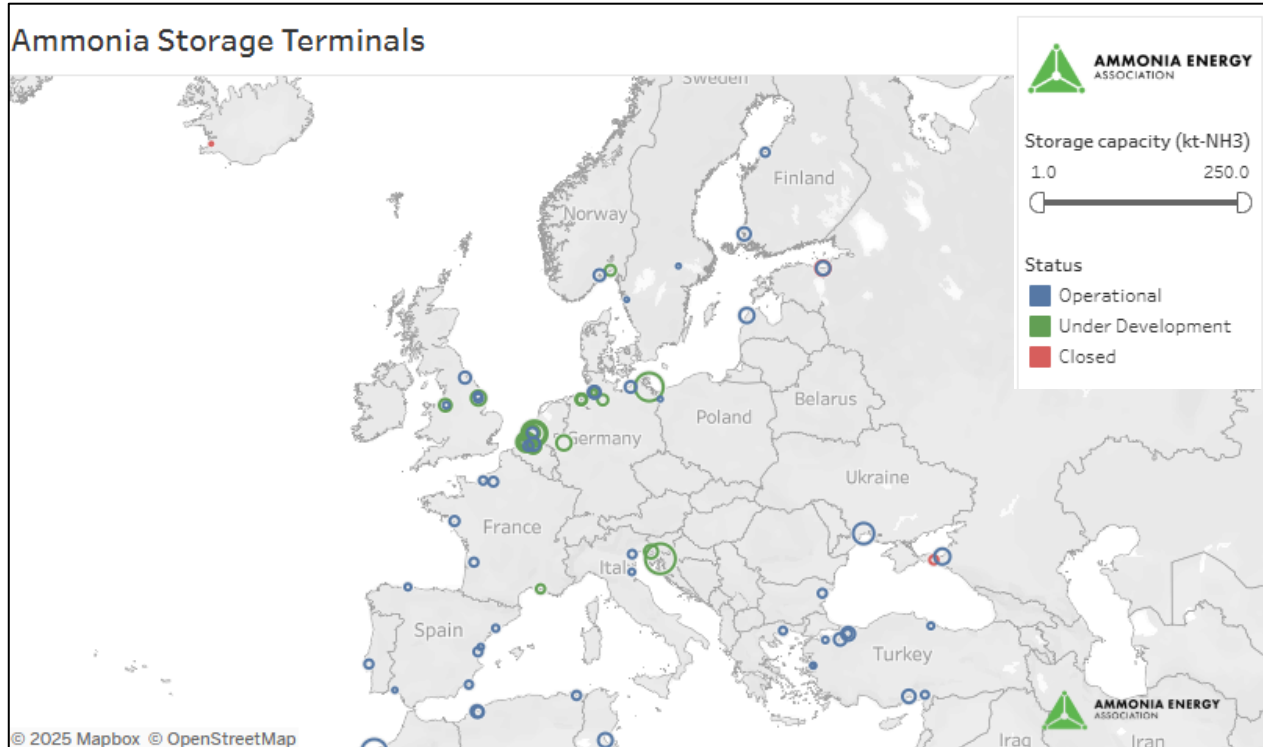 Ammonia Storage Terminals
AMMONIA ENERGY
ASSOCIATION
Storage capacity (kt-NH3)
1.0 250.0
Status
Operational
Under Development
Closed
Sweden
Finland
Norway
Belarus
Poland
Germany
Ukraine
France
Ital
Spain
Turkey
AMMONIA ENERGY
ASSOCIATION
Iraq
Iran
© 2025 Mapbox © OpenStreetMap